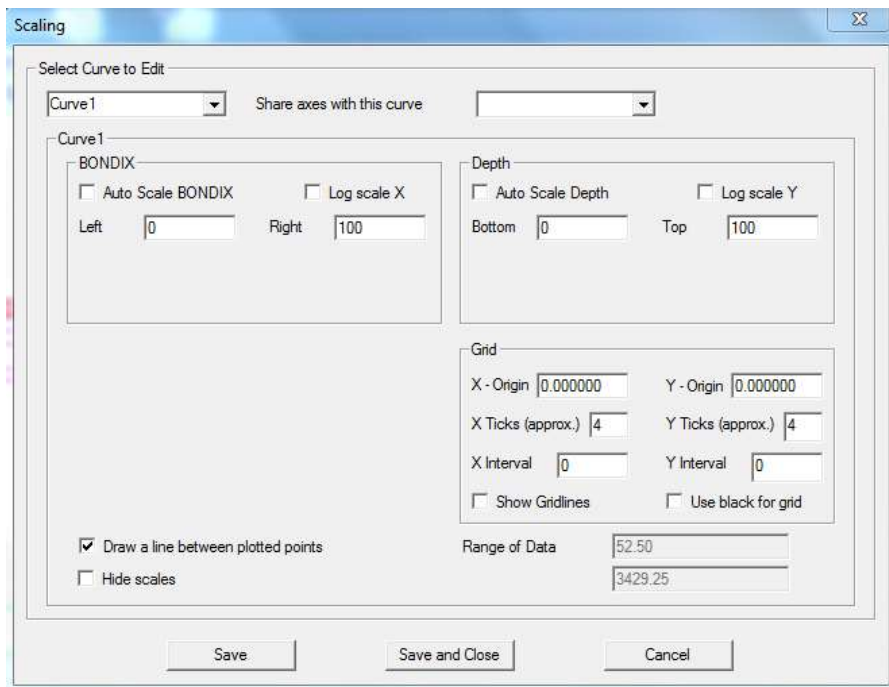 Scaling
Select Curve to Edit
Curve1 Share axes with this curve
Curve1
BONDIX
Auto Scale BONDIX Log scale X
Left 0 Right 100
Depth
Auto Scale Depth Log scale Y
Bottom 0 Top 100
Grid
X - Origin 0.000000 Y - Origin 0.000000
X Ticks (approx.) 4 Y Ticks (approx.) 4
X Interval 0 Y Interval 0
Show Gridlines Use black for grid
Draw a line between plotted points Range of Data 52.50
Hide scales 3429.25
Save Save and Close Cancel